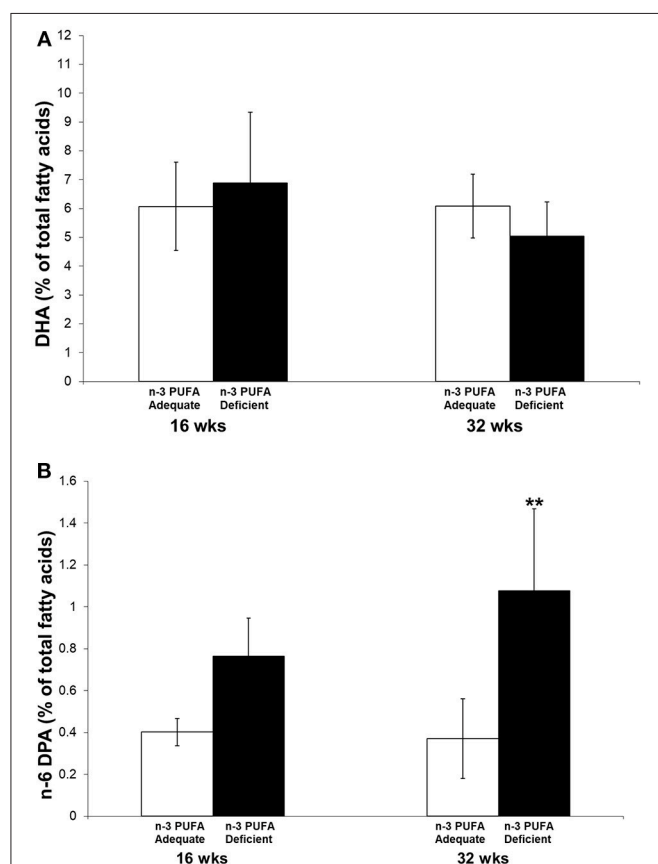 A
DHA (% of total fatty acids)
12
11
10
9
8
7
6
5
4
3
2
1
0
n-3 PUFA n-3 PUFA n-3 PUFA n-3 PUFA
Adequate Deficient Adequate Deficient
16 wks 32 wks
B
n-6 DPA (% of total fatty acids)
1.6
1.4
**
1.2
1
0.8
0.6
0.4
0.2
0
n-3 PUFA n-3 PUFA n-3 PUFA n-3 PUFA
Adequate Deficient Adequate Deficient
16 wks 32 wks